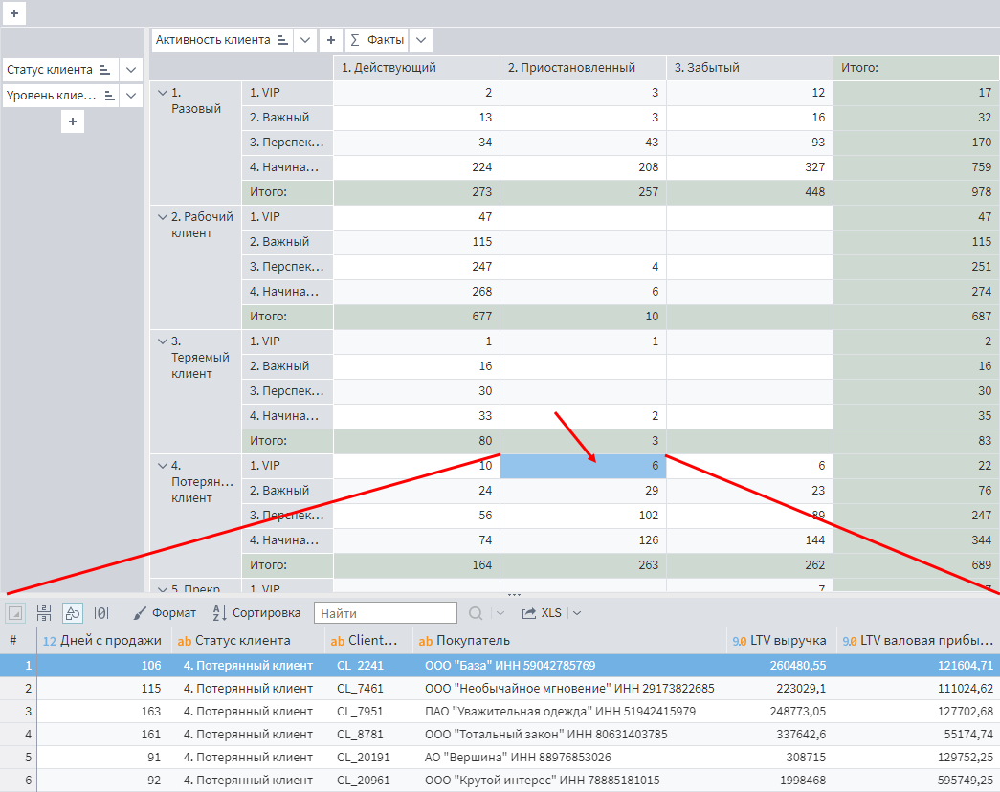 +
Активность клиента + Σ Факты
Статус клиента
Уровень клие...
+
1. Действующий 2. Приостановленный 3. Забытый Итого:
1. Разовый 1. VIP 2 3 12 17
2. Важный 13 3 16 32
3. Перспек... 34 43 93 170
4. Начина... 224 208 327 759
Итого: 273 257 448 978
2. Рабочий клиент 1. VIP 47 47
2. Важный 115 115
3. Перспек... 247 4 251
4. Начина... 268 6 274
Итого: 677 10 687
3. Теряемый клиент 1. VIP 1 1 2
2. Важный 16 16
3. Перспек... 30 30
4. Начина... 33 2 35
Итого: 80 3 83
4. Потерян... клиент 1. VIP 10 6 6 22
2. Важный 24 29 23 76
3. Перспек... 56 102 89 247
4. Начина... 74 126 144 344
Итого: 164 263 262 689
5. Прекр 1. VIP 7 7
Формат Сортировка Найти XLS
# 12 Дней с продажи ab Статус клиента ab Client... ab Покупатель 9.0 LTV выручка 9.0 LTV валовая прибы...
1 106 4. Потерянный клиент CL_2241 ООО "База" ИНН 59042785769 260480,55 121604,71
2 115 4. Потерянный клиент CL_7461 ООО "Необычайное мгновение" ИНН 29173822685 223029,1 111024,62
3 163 4. Потерянный клиент CL_7951 ПАО "Уважительная одежда" ИНН 51942415979 248773,05 127702,68
4 161 4. Потерянный клиент CL_8781 ООО "Тотальный закон" ИНН 80631403785 337642,6 55174,74
5 91 4. Потерянный клиент CL_20191 АО "Вершина" ИНН 88976853026 308715 129752,25
6 92 4. Потерянный клиент CL_20961 ООО "Крутой интерес" ИНН 78885181015 1998468 595749,25